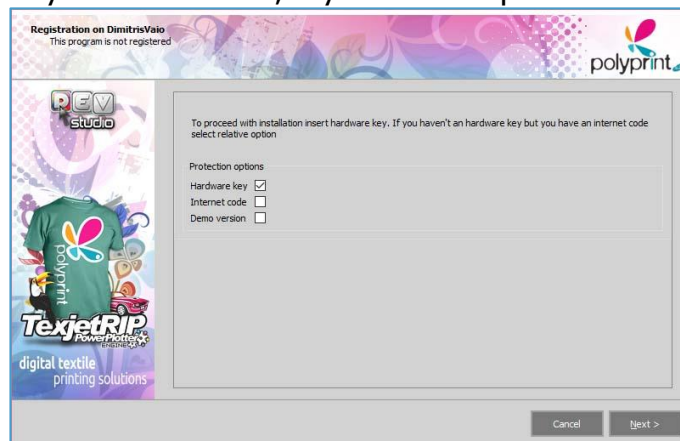 Registration on DimitrisVaio
This program is not registered
polyprint
REV
studio
To proceed with installation insert hardware key. If you haven't an hardware key but you have an internet code
select relative option
Protection options
Hardware key
Internet code
Demo version
polyprint
TexjetRIP
PowerPlotter
ENGINE
digital textile
printing solutions
Cancel
Next >